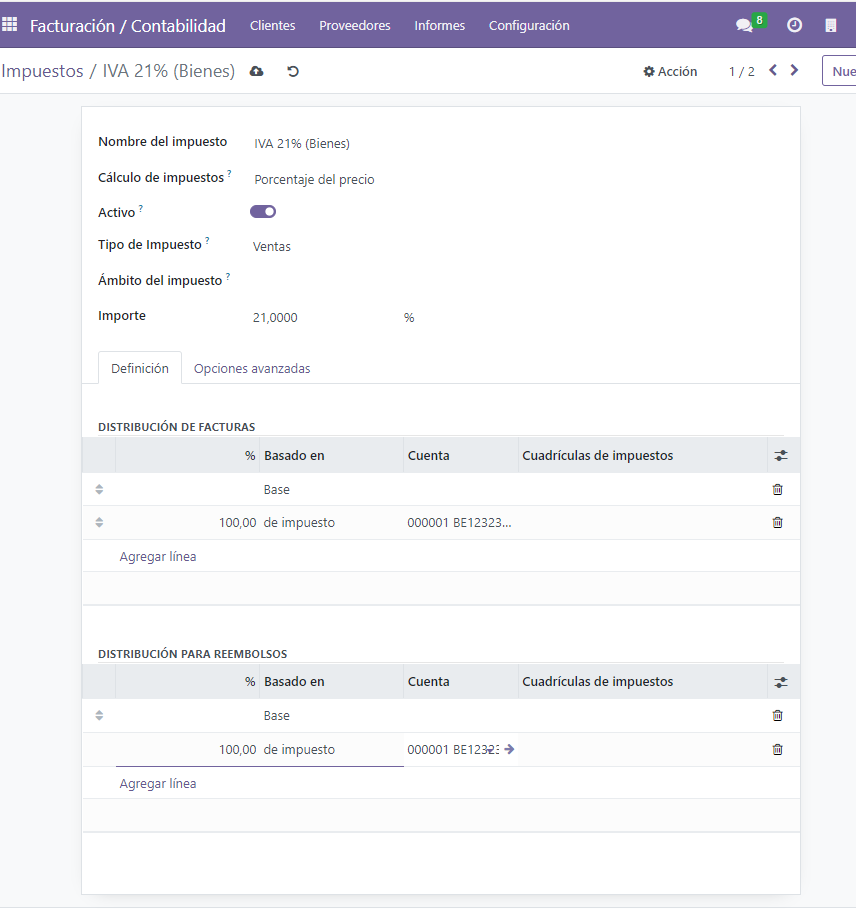 Facturación / Contabilidad Clientes Proveedores Informes Configuración 8
Impuestos / IVA 21% (Bienes) Acción 1 / 2 Nue
Nombre del impuesto IVA 21% (Bienes)
Cálculo de impuestos ? Porcentaje del precio
Activo ?
Tipo de Impuesto ? Ventas
Ámbito del impuesto ?
Importe 21,0000 %
Definición Opciones avanzadas
DISTRIBUCIÓN DE FACTURAS
% Basado en Cuenta Cuadrículas de impuestos
Base
100,00 de impuesto 000001 BE12323...
Agregar línea
DISTRIBUCIÓN PARA REEMBOLSOS
% Basado en Cuenta Cuadrículas de impuestos
Base
100,00 de impuesto 000001 BE12323
Agregar línea